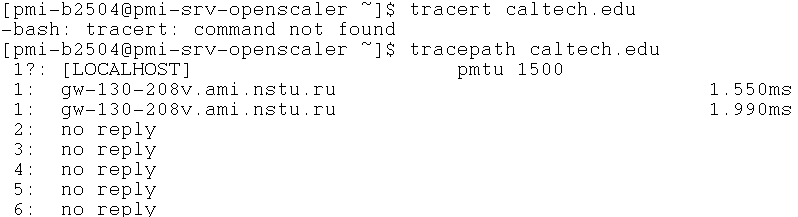 [pmi-b2504@pmi-srv-openscaler ~]$ tracert caltech.edu
-bash: tracert: command not found
[pmi-b2504@pmi-srv-openscaler ~]$ tracepath caltech.edu
1?: [LOCALHOST] pmtu 1500
1: gw-130-208v.ami.nstu.ru 1.550ms
1: gw-130-208v.ami.nstu.ru 1.990ms
2: no reply
3: no reply
4: no reply
5: no reply
6: no reply